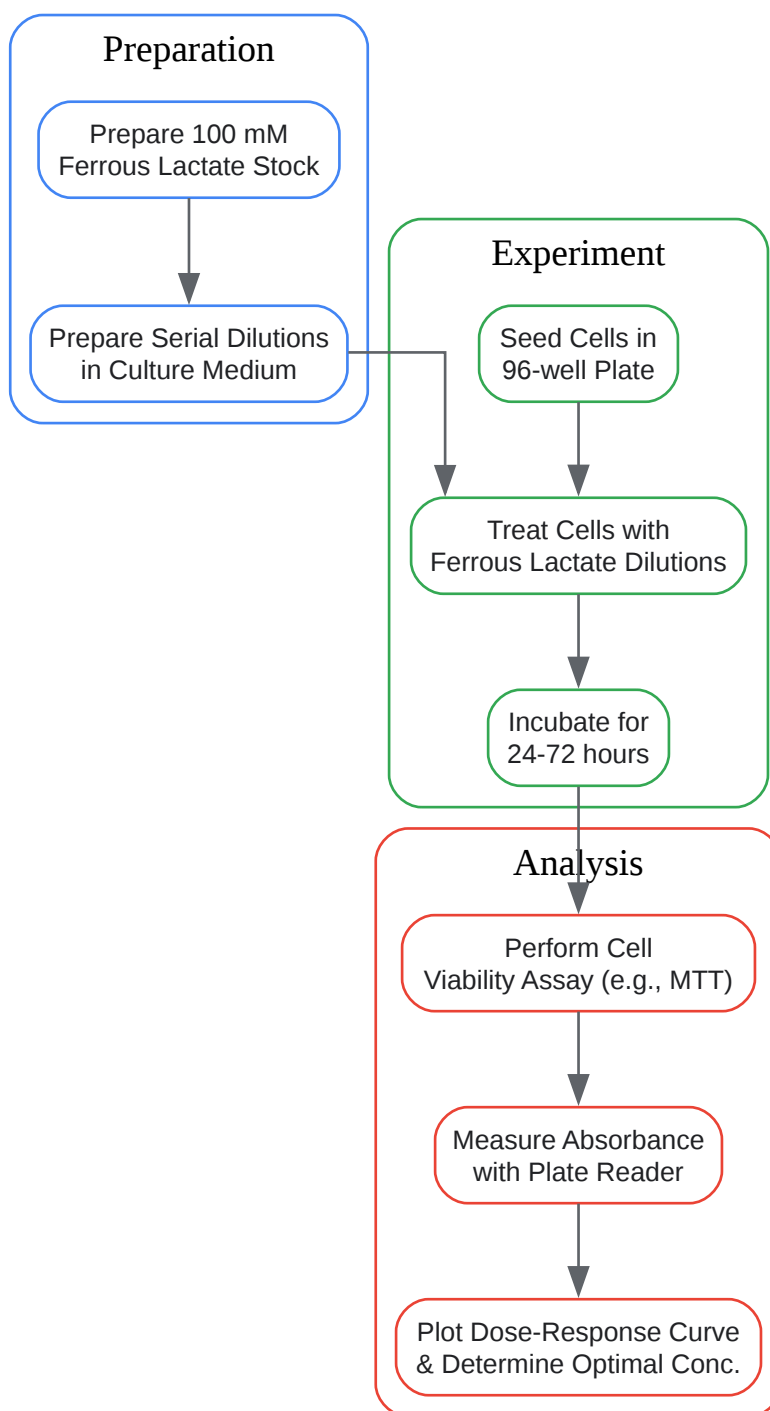 Preparation
Prepare 100 mM
Ferrous Lactate Stock
Prepare Serial Dilutions
in Culture Medium
Experiment
Seed Cells in
96-well Plate
Treat Cells with
Ferrous Lactate Dilutions
Incubate for
24-72 hours
Analysis
Perform Cell
Viability Assay (e.g., MTT)
Measure Absorbance
with Plate Reader
Plot Dose-Response Curve
& Determine Optimal Conc.